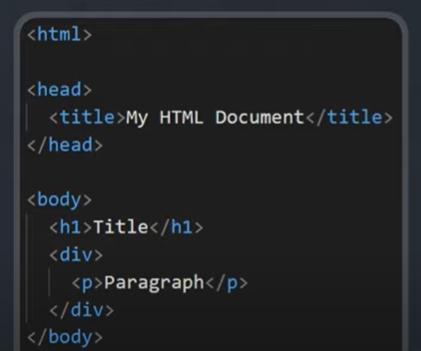 <html>
<head>
<title>My HTML Document</title>
</head>
<body>
<h1>Title</h1>
<div>
<p>Paragraph</p>
</div>
</body>